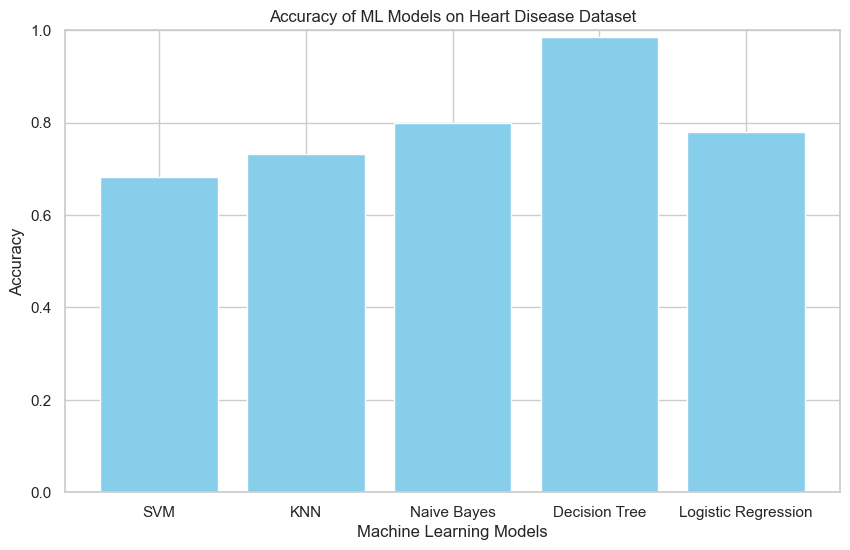 Accuracy of ML Models on Heart Disease Dataset
1.0
0.8
0.6
0.4
0.2
0.0
Accuracy
SVM KNN Naive Bayes Decision Tree Logistic Regression
Machine Learning Models